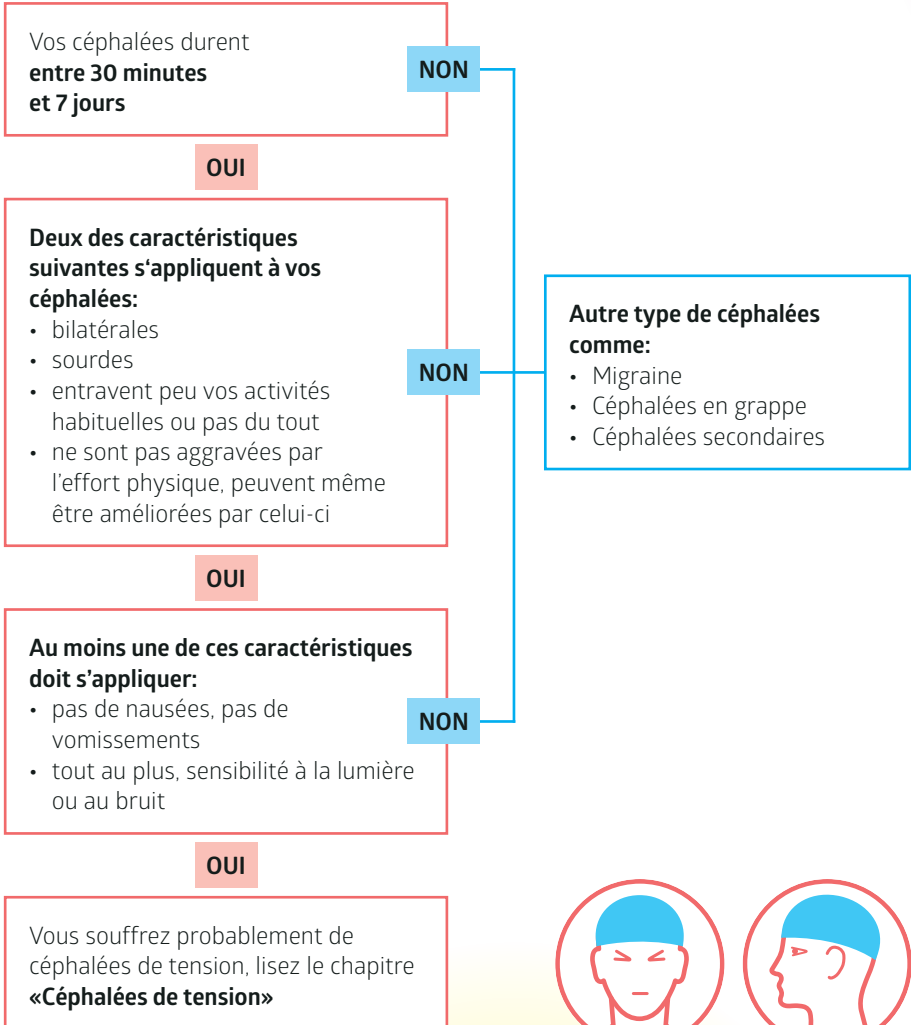 Vos céphalées durent
entre 30 minutes
et 7 jours
NON
OUI
Deux des caractéristiques
suivantes s‘appliquent à vos
céphalées:
• bilatérales
• sourdes
• entravent peu vos activités
habituelles ou pas du tout
• ne sont pas aggravées par
l’effort physique, peuvent même
être améliorées par celui-ci
NON
Autre type de céphalées
comme:
• Migraine
• Céphalées en grappe
• Céphalées secondaires
OUI
Au moins une de ces caractéristiques
doit s’appliquer:
• pas de nausées, pas de
vomissements
• tout au plus, sensibilité à la lumière
ou au bruit
NON
OUI
Vous souffrez probablement de
céphalées de tension, lisez le chapitre
«Céphalées de tension»